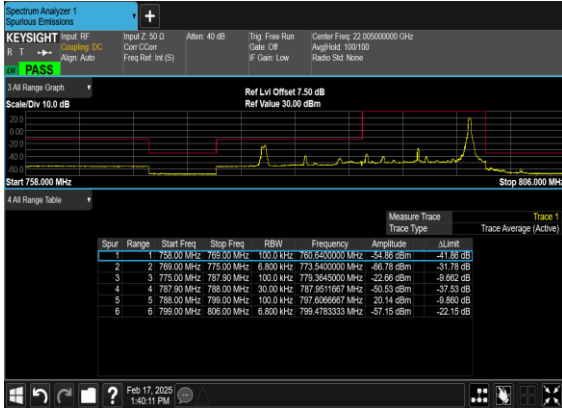 Spectrum Analyzer 1
Spurious Emissions
+
KEYSIGHT Input: RF Input Z: 50 Ω Atten: 40 dB Trig: Free Run Center Freq: 22.005000000 GHz
R T Coupling: DC Corr CCorr Gate: Off Avg|Hold: 100/100
Align: Auto Freq Ref: Int (S) IF Gain: Low Radio Std: None
PASS
3 All Range Graph
Ref Lvl Offset 7.50 dB
Scale/Div 10.0 dB Ref Value 30.00 dBm
20.0
0.00
-20.0
-40.0
-60.0
Start 758.000 MHz Stop 806.000 MHz
4 All Range Table
Measure Trace Trace 1
Trace Type Trace Average (Active)
Spur Range Start Freq Stop Freq RBW Frequency Amplitude ΔLimit
1 1 758.00 MHz 769.00 MHz 100.0 kHz 760.6400000 MHz -54.86 dBm -41.86 dB
2 2 769.00 MHz 775.00 MHz 6.800 kHz 773.5400000 MHz -66.78 dBm -31.78 dB
3 3 775.00 MHz 787.90 MHz 100.0 kHz 779.3645000 MHz -22.66 dBm -9.662 dB
4 4 787.90 MHz 788.00 MHz 30.00 kHz 787.9511667 MHz -50.53 dBm -37.53 dB
5 5 788.00 MHz 799.00 MHz 100.0 kHz 797.6066667 MHz 20.14 dBm -9.860 dB
6 6 799.00 MHz 806.00 MHz 6.800 kHz 799.4783333 MHz -57.15 dBm -22.15 dB
? Feb 17, 2025
1:40:11 PM